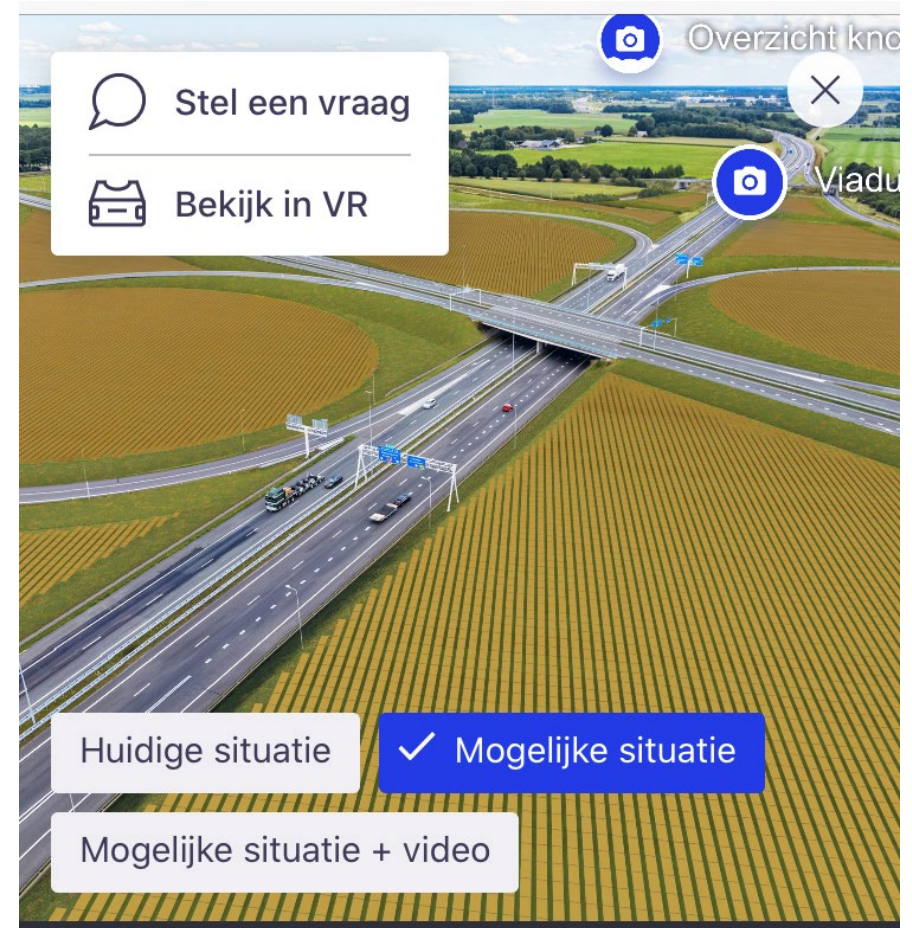 Overzicht kno
Stel een vraag
Bekijk in VR
Viadu
Huidige situatie
Mogelijke situatie
Mogelijke situatie + video